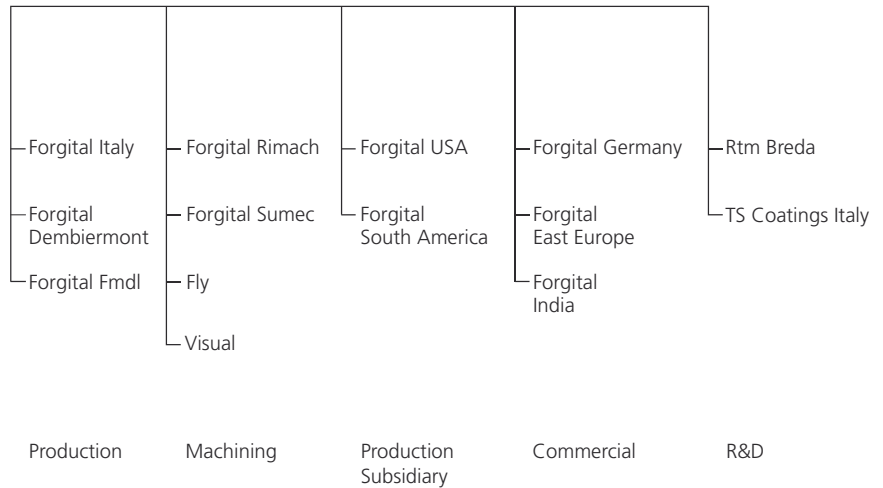 Forgital Italy
Forgital
Dembiermont
Forgital Fmdl
Forgital Rimach
Forgital Sumec
Fly
Visual
Forgital USA
Forgital
South America
Forgital Germany
Forgital
East Europe
Forgital
India
Rtm Breda
TS Coatings Italy
Production
Machining
Production
Subsidiary
Commercial
R&D